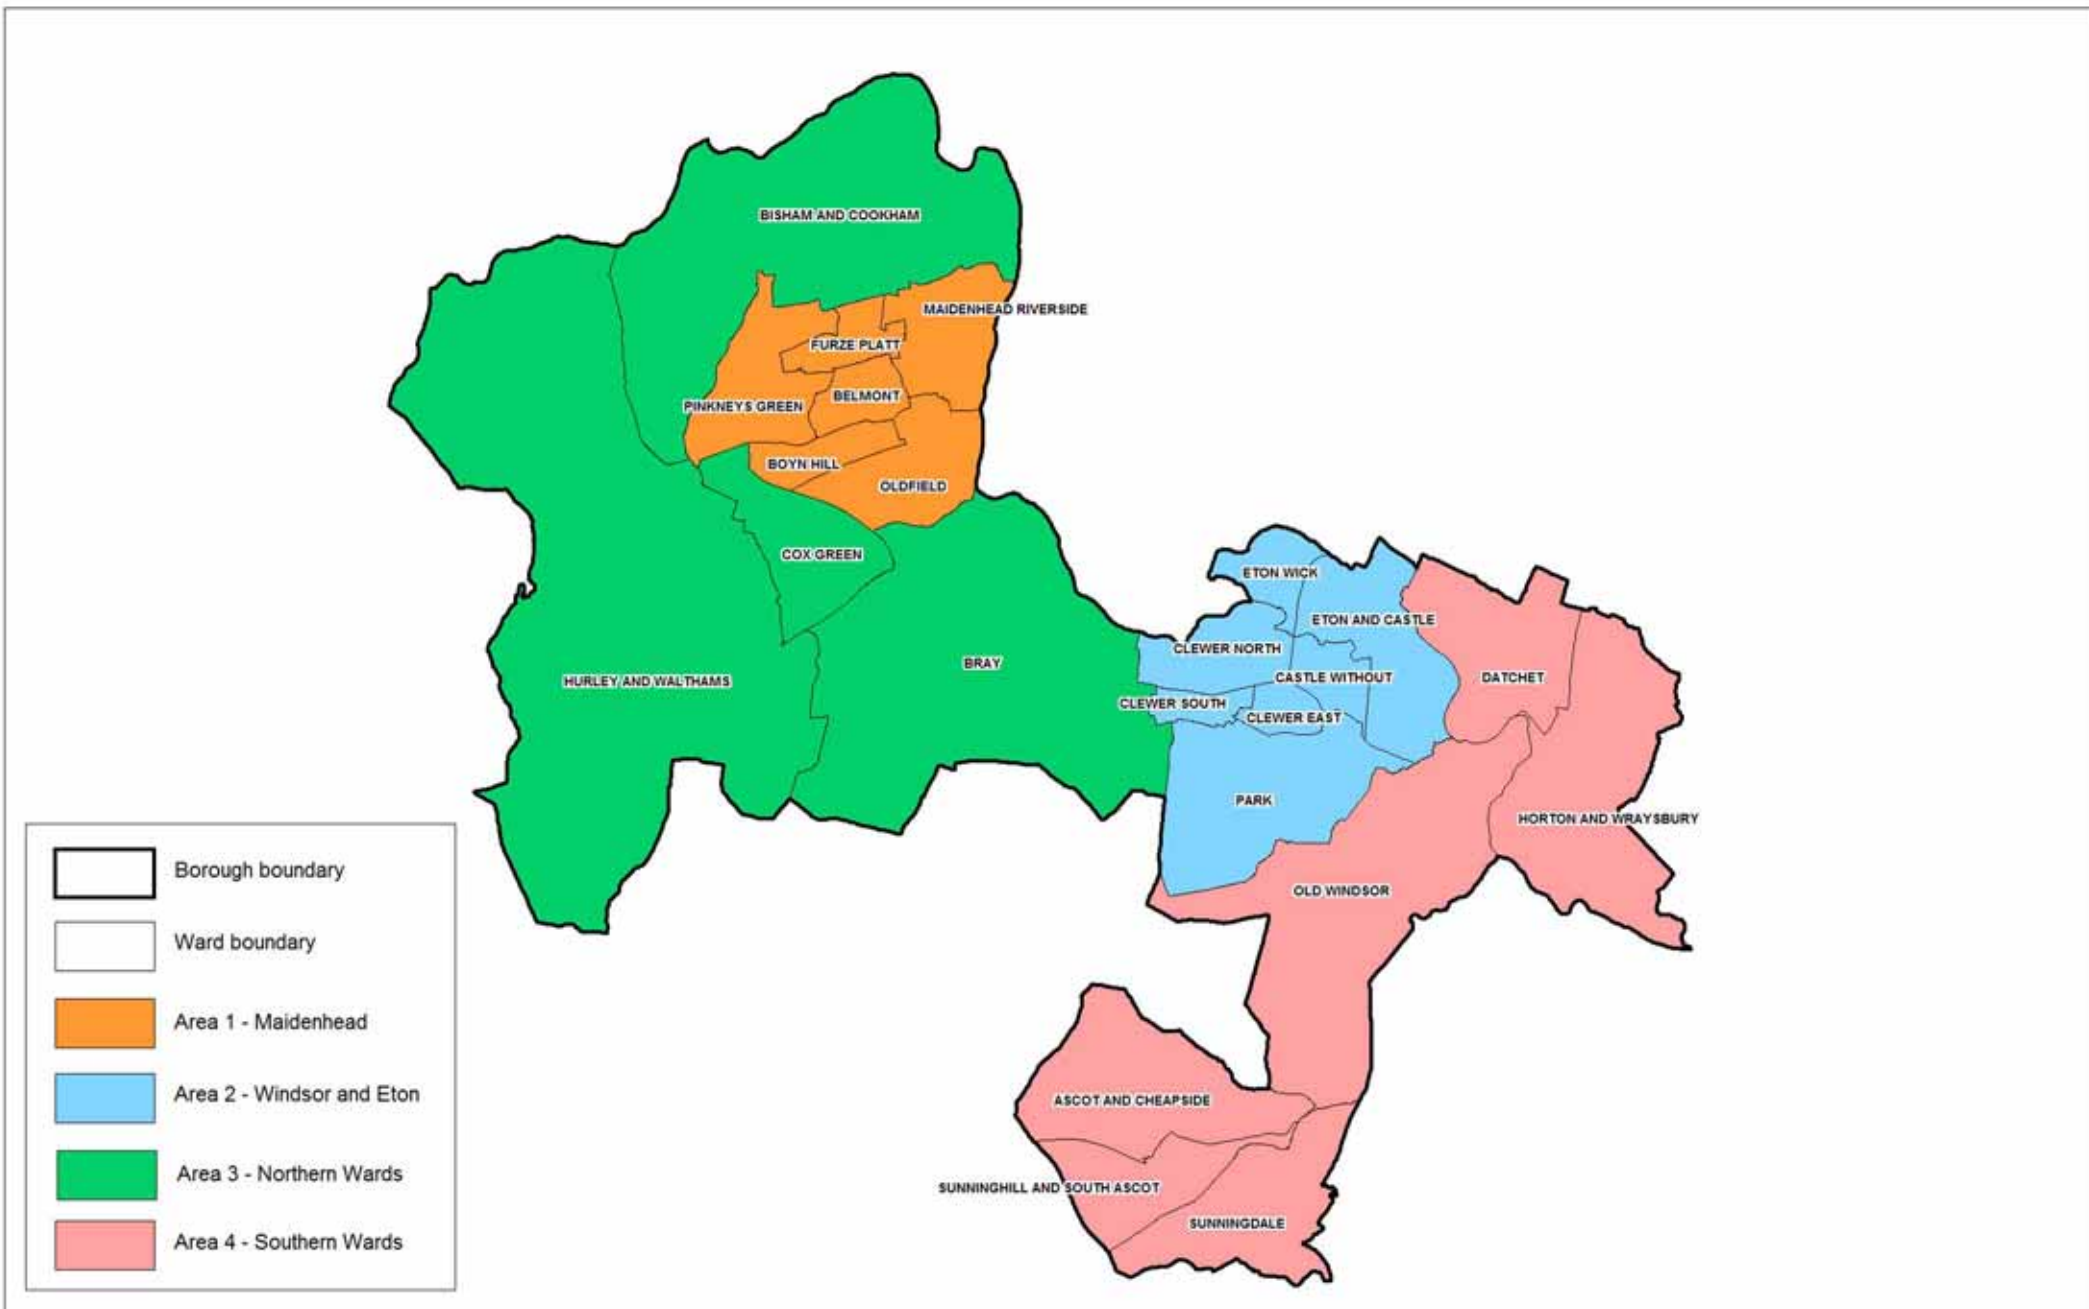 BISHAM AND COOKHAM
MAIDENHEAD RIVERSIDE
FURZE PLATT
BELMONT
PINKNEYS GREEN
BOYN HILL
OLDFIELD
COX GREEN
ETON WICK
ETON AND CASTLE
CLEWER NORTH
BRAY
CASTLE WITHOUT
DATCHET
HURLEY AND WALTHAMS
CLEWER SOUTH
CLEWER EAST
PARK
HORTON AND WRAYSBURY
OLD WINDSOR
ASCOT AND CHEAPSIDE
SUNNINGHILL AND SOUTH ASCOT
SUNNINGDALE
Borough boundary
Ward boundary
Area 1 - Maidenhead
Area 2 - Windsor and Eton
Area 3 - Northern Wards
Area 4 - Southern Wards